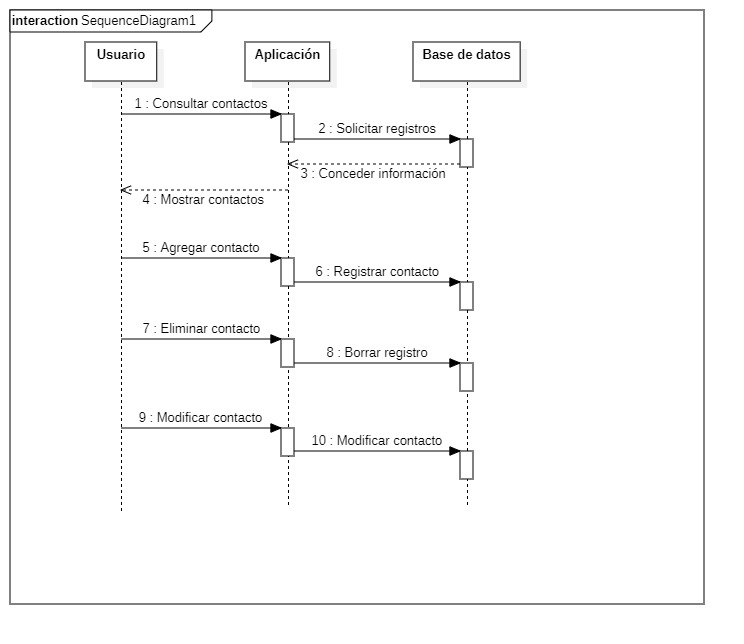 interaction SequenceDiagram1
Usuario
Aplicación
Base de datos
1 : Consultar contactos
2 : Solicitar registros
3 : Conceder información
4 : Mostrar contactos
5 : Agregar contacto
6 : Registrar contacto
7 : Eliminar contacto
8 : Borrar registro
9 : Modificar contacto
10 : Modificar contacto